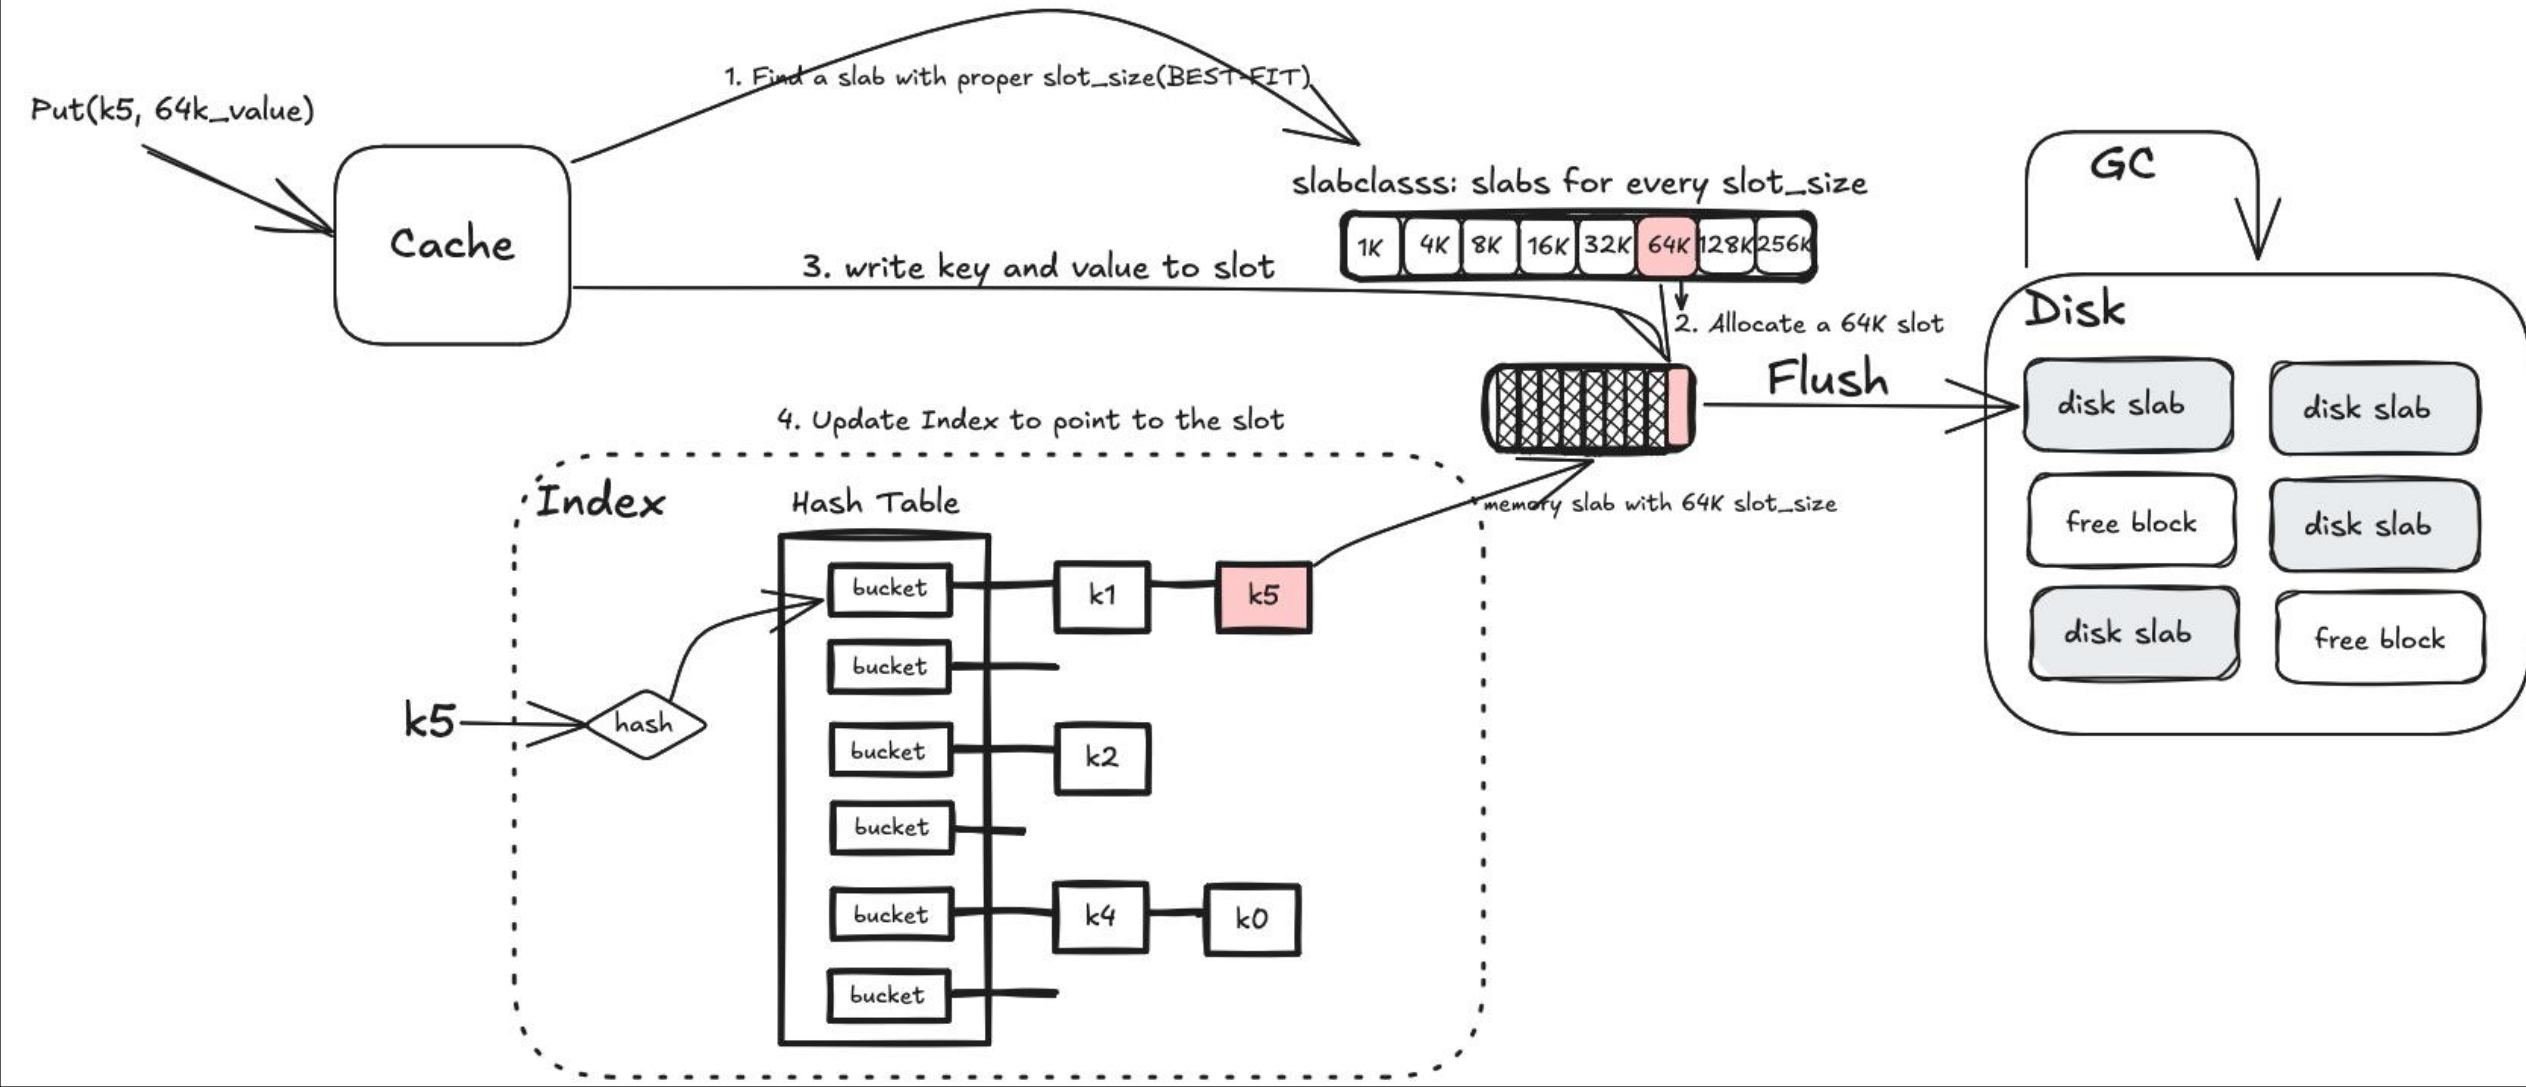 1. Find a slab with proper slot_size(BEST-FIT)
Put(k5, 64k_value)
Cache
slabclasss: slabs for every slot_size
1K
4K
8K
16K
32K
64K
128K
256K
3. write key and value to slot
2. Allocate a 64K slot
Flush
GC
Disk
disk slab
disk slab
free block
disk slab
disk slab
free block
memory slab with 64K slot_size
4. Update Index to point to the slot
Index
Hash Table
k5
hash
bucket
k1
k5
bucket
bucket
k2
bucket
bucket
k4
k0
bucket